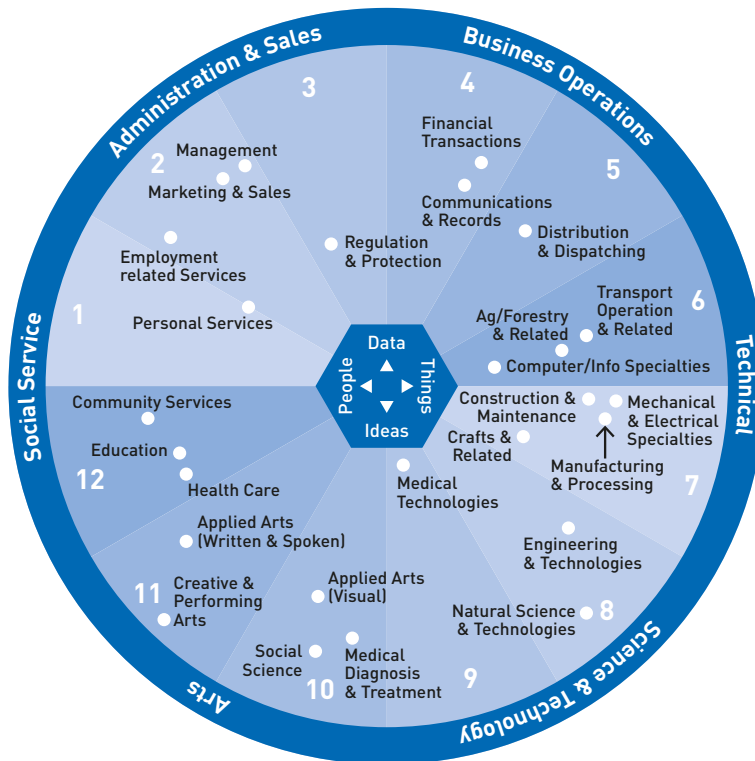 Administration & Sales
Business Operations
Technical
Science & Technology
Arts
Social Service
1
2
3
4
5
6
7
8
9
10
11
12
Management
Marketing & Sales
Employment
related Services
Personal Services
Regulation
& Protection
Financial
Transactions
Communications
& Records
Distribution
& Dispatching
Transport
Operation
& Related
Ag/Forestry
& Related
Computer/Info Specialties
Data
People
Things
Ideas
Construction &
Maintenance
Mechanical
& Electrical
Specialties
Crafts &
Related
Manufacturing
& Processing
Medical
Technologies
Engineering
& Technologies
Natural Science
& Technologies
Community Services
Education
Health Care
Applied Arts
(Written & Spoken)
Creative &
Performing
Arts
Applied Arts
(Visual)
Social
Science
Medical
Diagnosis
& Treatment